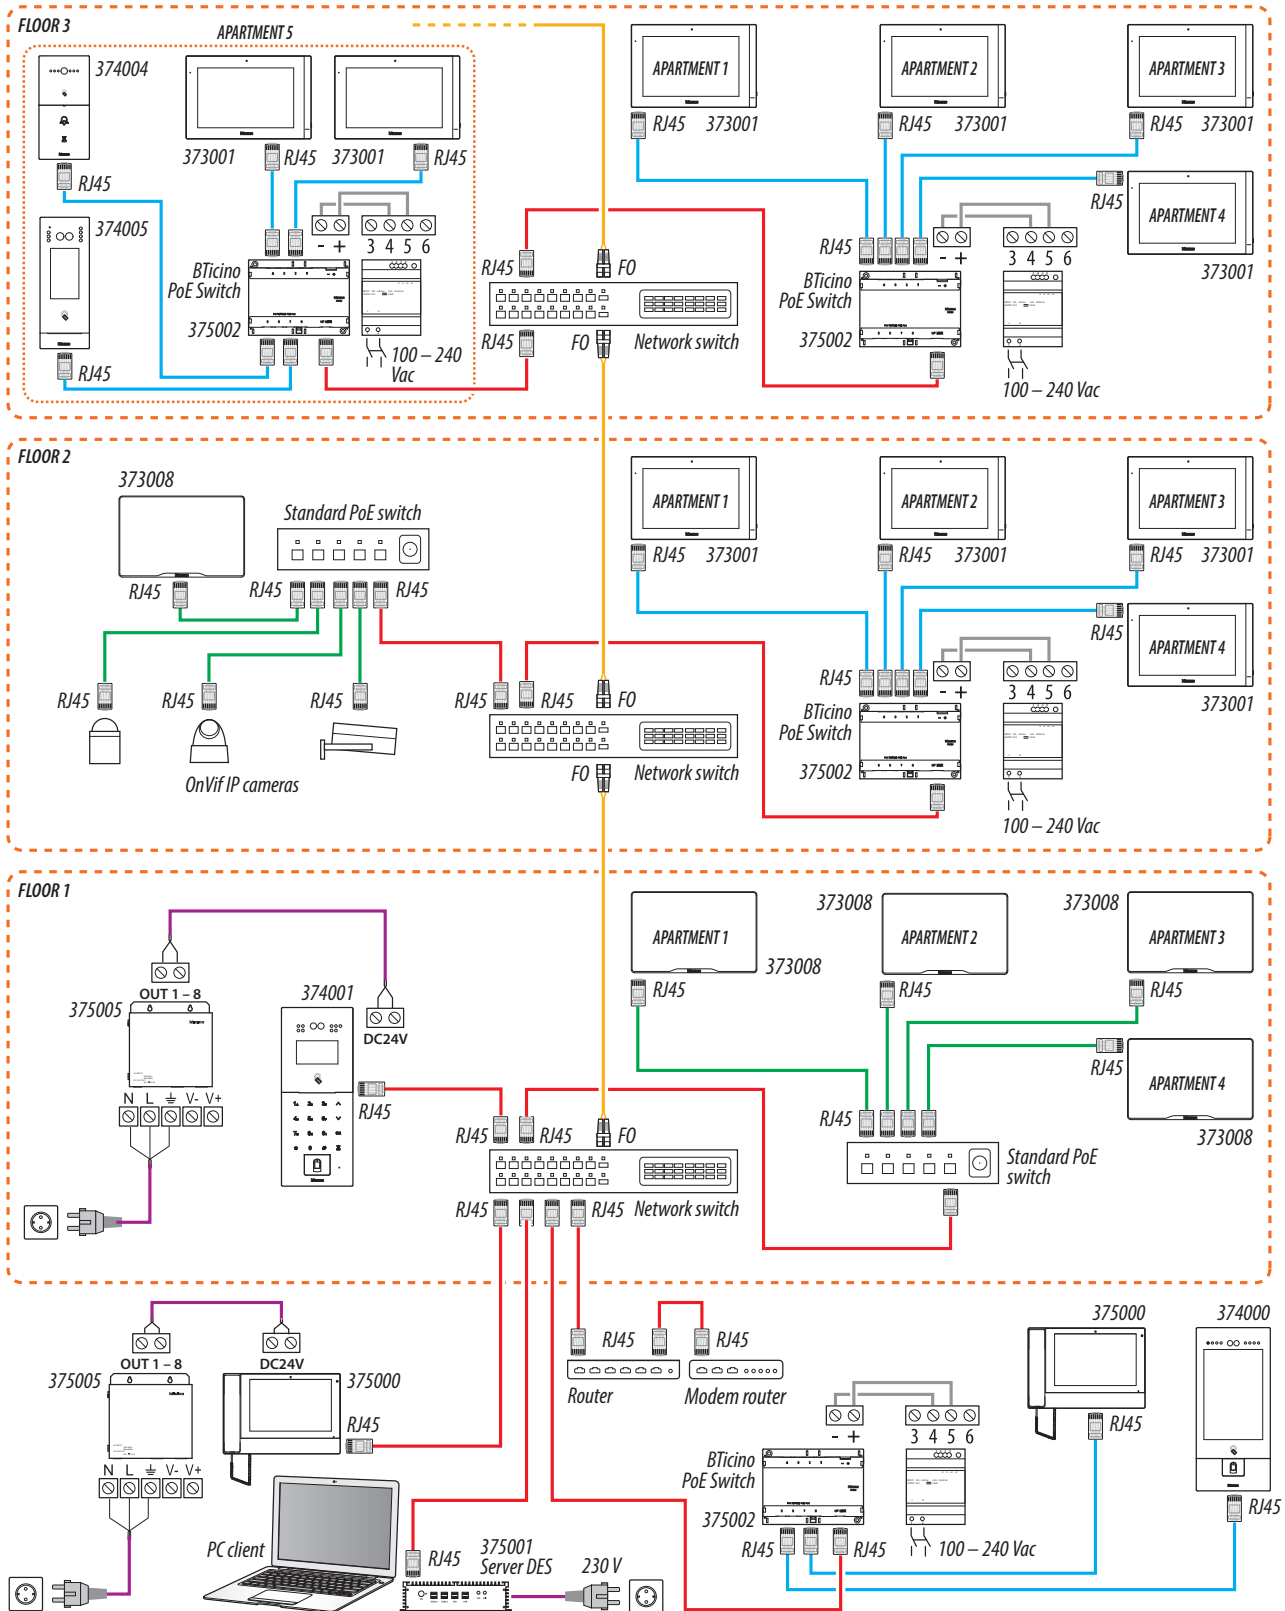 FLOOR 3
APARTMENT 5
374004
373001
RJ45
373001
RJ45
RJ45
374005
- +
3 4 5 6
BTicino
PoE Switch
375002
100 – 240
Vac
RJ45
RJ45
FO
RJ45
FO
Network switch
APARTMENT 1
RJ45 373001
APARTMENT 2
RJ45 373001
APARTMENT 3
RJ45 373001
RJ45
APARTMENT 4
373001
RJ45
- +
3 4 5 6
BTicino
PoE Switch
375002
100 – 240 Vac
FLOOR 2
373008
Standard PoE switch
RJ45
RJ45
RJ45
RJ45
RJ45
RJ45
OnVif IP cameras
RJ45
RJ45
FO
FO
Network switch
APARTMENT 1
RJ45 373001
APARTMENT 2
RJ45 373001
APARTMENT 3
RJ45 373001
RJ45
APARTMENT 4
373001
RJ45
- +
3 4 5 6
BTicino
PoE Switch
375002
100 – 240 Vac
FLOOR 1
OUT 1 – 8
375005
N L V- V+
374001
DC24V
RJ45
RJ45
RJ45
FO
RJ45
RJ45
Network switch
APARTMENT 1
373008
RJ45
373008
APARTMENT 2
RJ45
373008
APARTMENT 3
RJ45
RJ45
APARTMENT 4
373008
RJ45
Standard PoE
switch
OUT 1 – 8
DC24V
375005
375000
N L V- V+
RJ45
PC client
RJ45
375001
Server DES
230 V
RJ45
RJ45
Router
Modem router
- +
3 4 5 6
BTicino
PoE Switch
375002
RJ45
RJ45
100 – 240 Vac
375000
RJ45
374000
RJ45